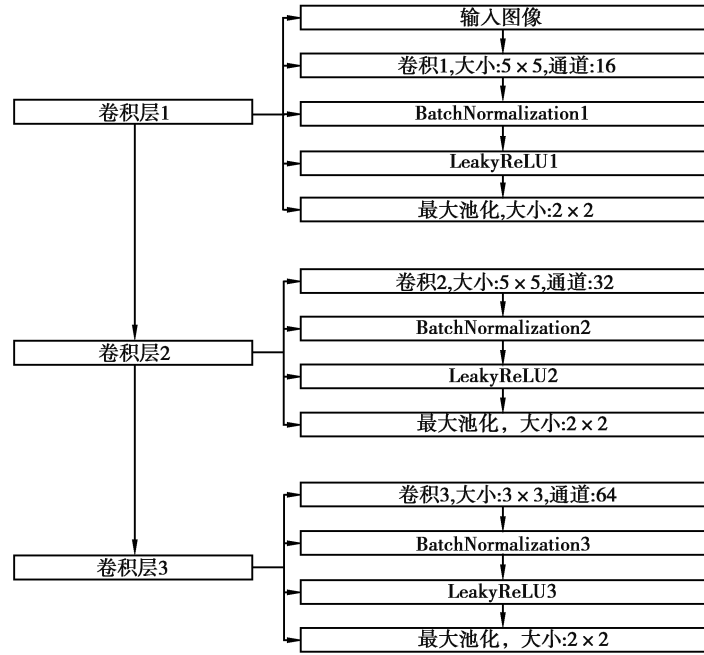 输入图像
卷积1,大小:5×5,通道:16
卷积层1
BatchNormalization1
LeakyReLU1
最大池化,大小:2×2
卷积2,大小:5×5,通道:32
BatchNormalization2
卷积层2
LeakyReLU2
最大池化，大小:2×2
卷积3,大小:3×3,通道:64
BatchNormalization3
卷积层3
LeakyReLU3
最大池化，大小:2×2